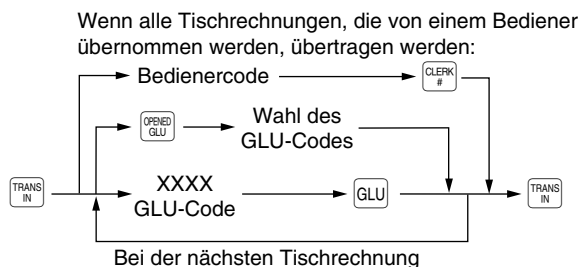 Wenn alle Tischrechnungen, die von einem Bediener
übernommen werden, übertragen werden:
Bedienercode
CLERK
#
OPENED
GLU
Wahl des
GLU-Codes
TRANS
IN
XXXX
GLU-Code
GLU
TRANS
IN
Bei der nächsten Tischrechnung